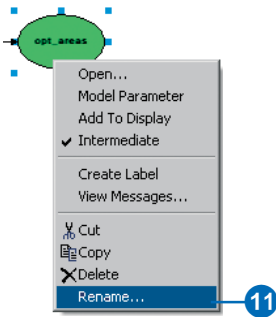 opt_areas
Open...
Model Parameter
Add To Display
Intermediate
Create Label
View Messages...
Cut
Copy
Delete
Rename...
11